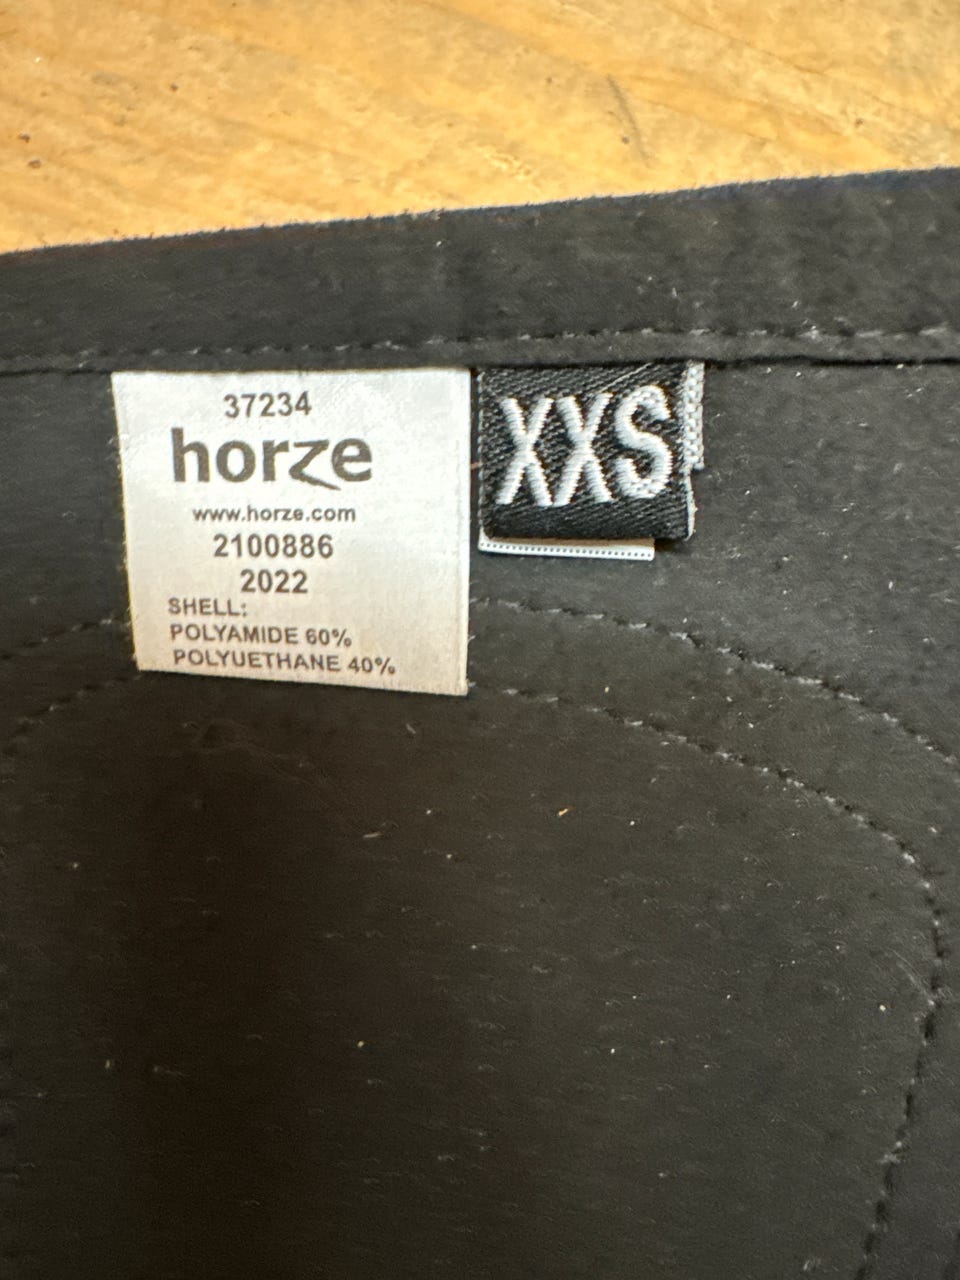 37234
horze
www.horze.com
2100886
2022
SHELL:
POLYAMIDE 60%
POLYUETHANE 40%
XXS